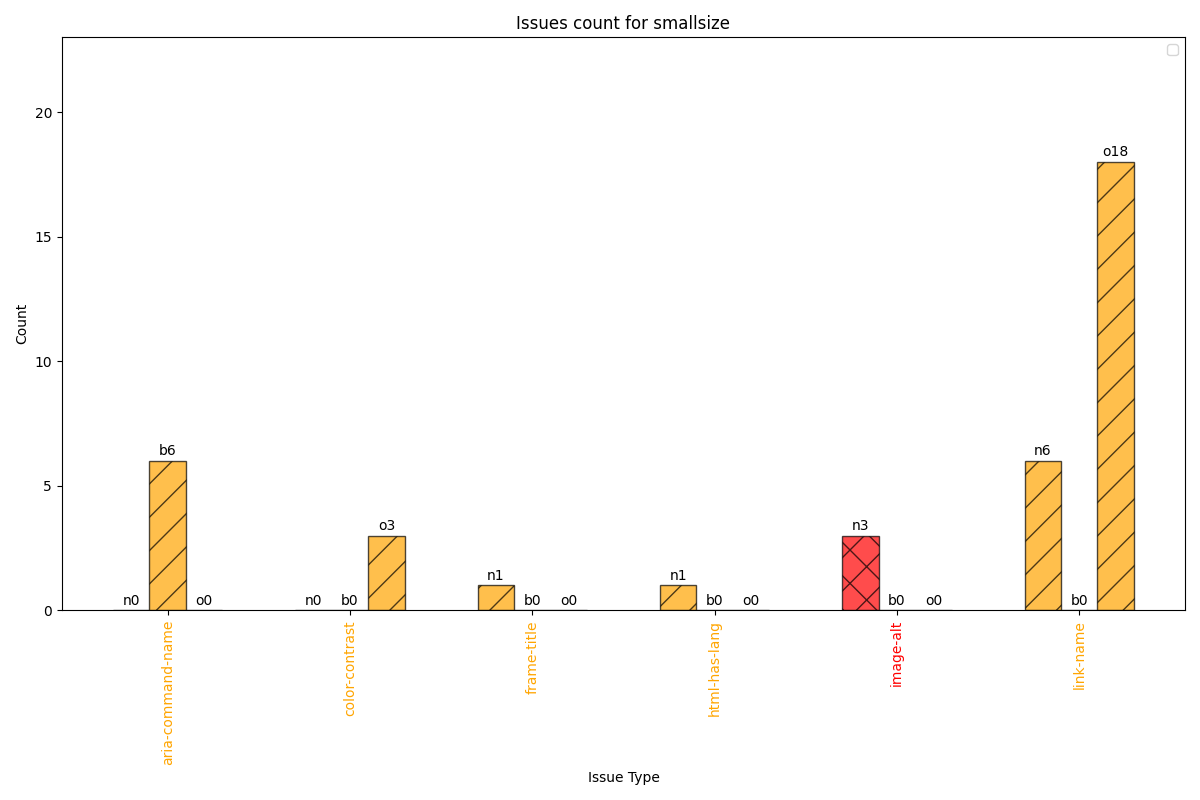 Issues count for smallsize
Count
20
15
10
5
0
n0 b6 o0
n0 b0 o3
n1 b0 o0
n1 b0 o0
n3 b0 o0
n6 b0 o18
aria-command-name
color-contrast
frame-title
html-has-lang
image-alt
link-name
Issue Type